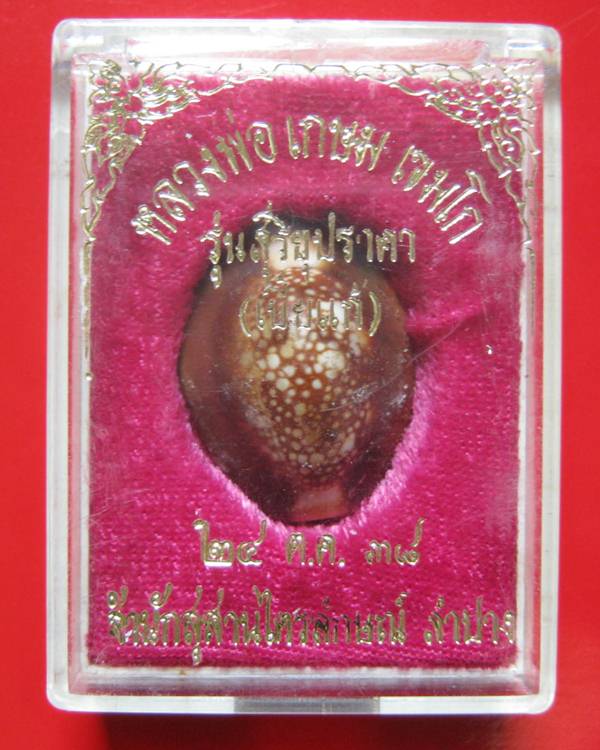 หลวงพ่อ เกษม เขมโก
รุ่นสุริยุปราคา
(เบี้ยแก้)
๒๔ ต.ค. ๓๘
สำนักสุสานไตรลักษณ์ ลำปาง